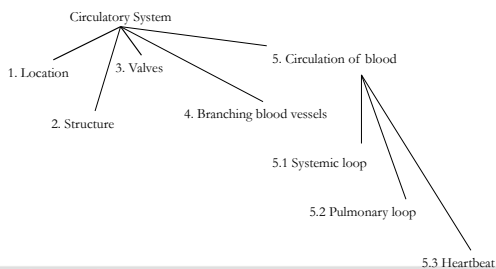 Circulatory System
1. Location
2. Structure
3. Valves
4. Branching blood vessels
5. Circulation of blood
5.1 Systemic loop
5.2 Pulmonary loop
5.3 Heartbeat